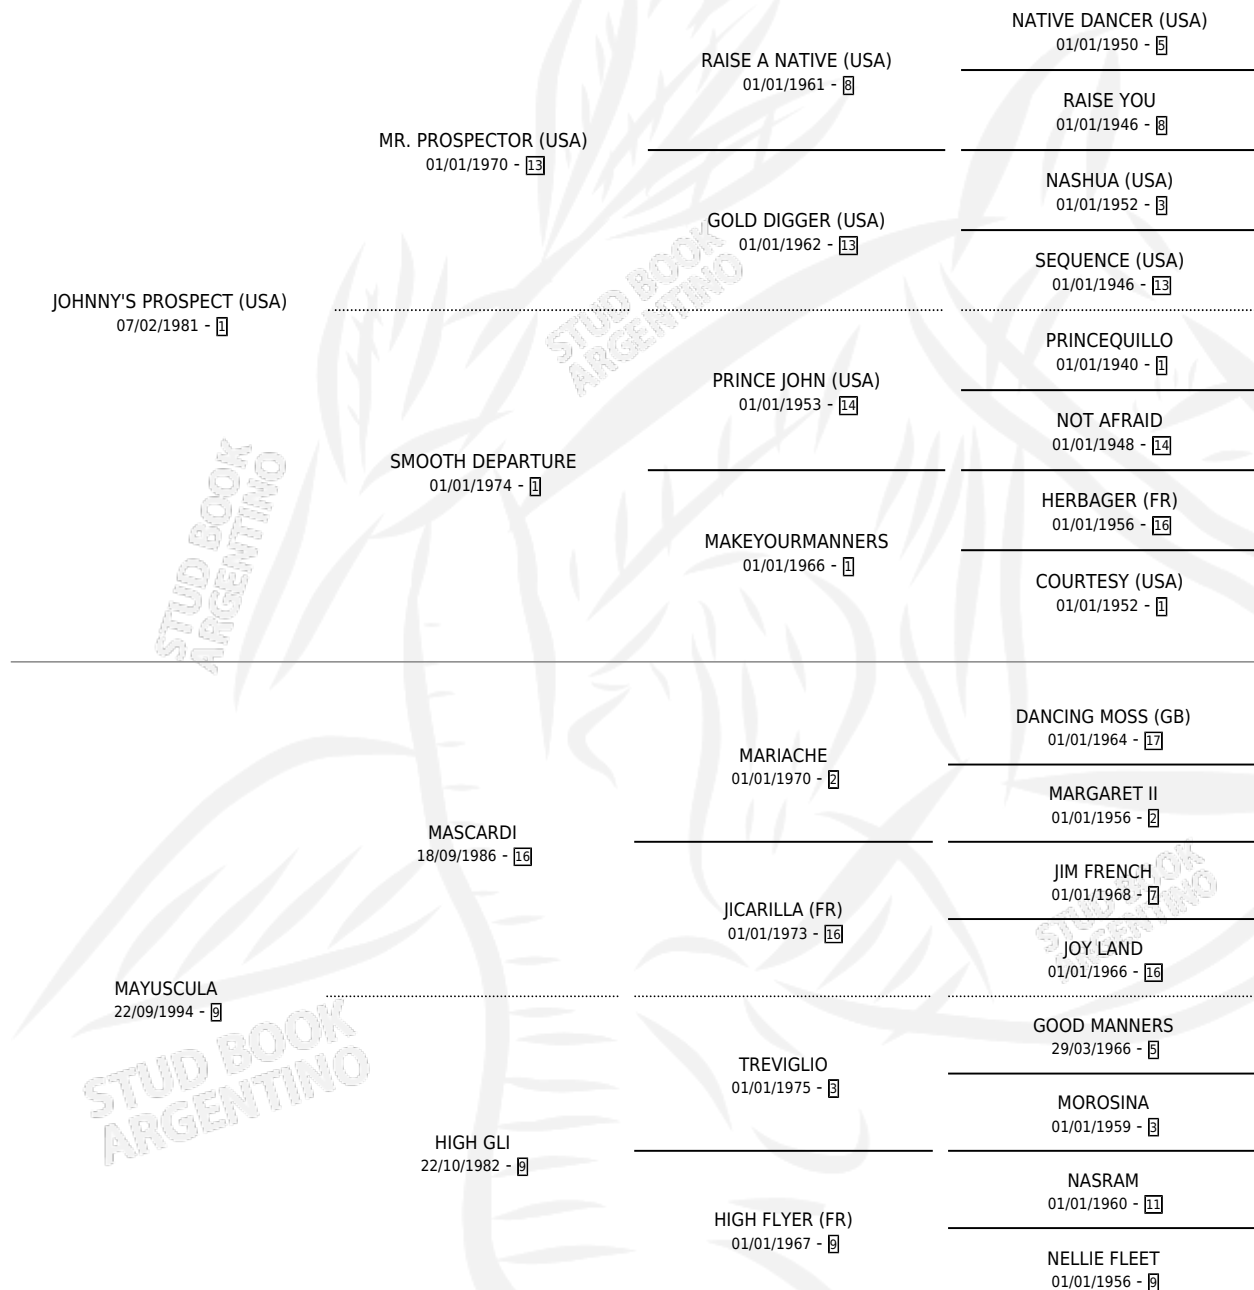 NATIVE DANCER (USA)
01/01/1950 - 5
RAISE A NATIVE (USA)
01/01/1961 - 8
RAISE YOU
01/01/1946 - 8
MR. PROSPECTOR (USA)
01/01/1970 - 13
NASHUA (USA)
01/01/1952 - 3
GOLD DIGGER (USA)
01/01/1962 - 13
SEQUENCE (USA)
01/01/1946 - 13
JOHNNY'S PROSPECT (USA)
07/02/1981 - 1
PRINCEQUILLO
01/01/1940 - 1
PRINCE JOHN (USA)
01/01/1953 - 14
NOT AFRAID
01/01/1948 - 14
SMOOTH DEPARTURE
01/01/1974 - 1
HERBAGER (FR)
01/01/1956 - 16
MAKEYOURMANNERS
01/01/1966 - 1
COURTESY (USA)
01/01/1952 - 1
DANCING MOSS (GB)
01/01/1964 - 17
MARIACHE
01/01/1970 - 2
MARGARET II
01/01/1956 - 2
MASCARDI
18/09/1986 - 16
JIM FRENCH
01/01/1968 - 7
JICARILLA (FR)
01/01/1973 - 16
JOY LAND
01/01/1966 - 16
MAYUSCULA
22/09/1994 - 9
GOOD MANNERS
29/03/1966 - 5
TREVIGLIO
01/01/1975 - 3
MOROSINA
01/01/1959 - 3
HIGH GLI
22/10/1982 - 9
NASRAM
01/01/1960 - 11
HIGH FLYER (FR)
01/01/1967 - 9
NELLIE FLEET
01/01/1956 - 9
STUD BOOK
ARGENTINO
STUD BOOK
ARGENTINO
STUD BOOK
ARGENTINO
STUD BOOK
ARGENTINO